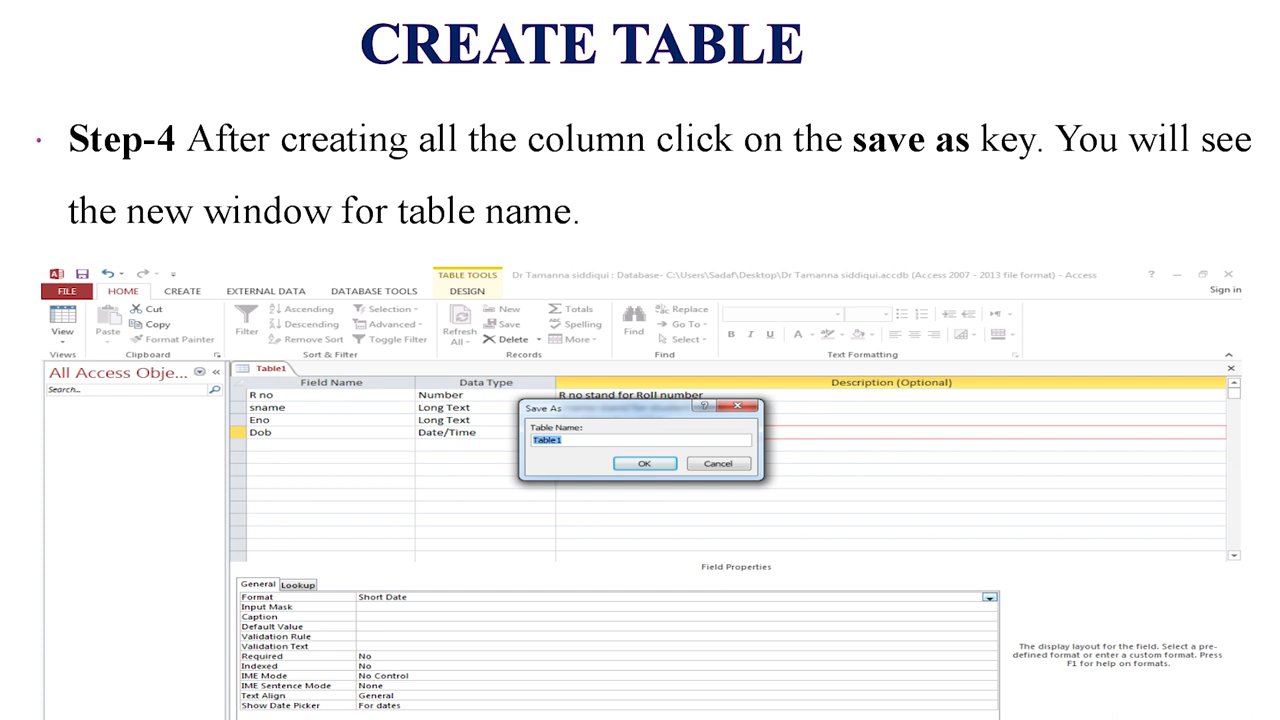 CREATE TABLE
• Step-4 After creating all the column click on the save as key. You will see
the new window for table name.
TABLE TOOLS Dr Tamanna siddiqui : Database- C:\Users\Sadaf\Desktop\Dr Tamanna siddiqui.accdb (Access 2007 - 2013 file format) - Access ?
FILE HOME CREATE EXTERNAL DATA DATABASE TOOLS DESIGN Sign in
View Paste Cut Copy Format Painter
Filter Ascending Descending Remove Sort Selection Advanced Toggle Filter
Refresh All New Save Delete Totals Spelling More
Find Replace Go To Select
B I U A
Views Clipboard Sort & Filter Records Find Text Formatting
All Access Obje... «
Search...
Table1
Field Name Data Type Description (Optional)
R no Number R no stand for Roll number
sname Long Text
Eno Long Text
Dob Date/Time
Save As ?
Table Name:
Table1
OK Cancel
Field Properties
General Lookup
Format Short Date
Input Mask
Caption
Default Value
Validation Rule
Validation Text
Required No
Indexed No
IME Mode No Control
IME Sentence Mode None
Text Align General
Show Date Picker For dates
The display layout for the field. Select a pre-
defined format or enter a custom format. Press
F1 for help on formats.